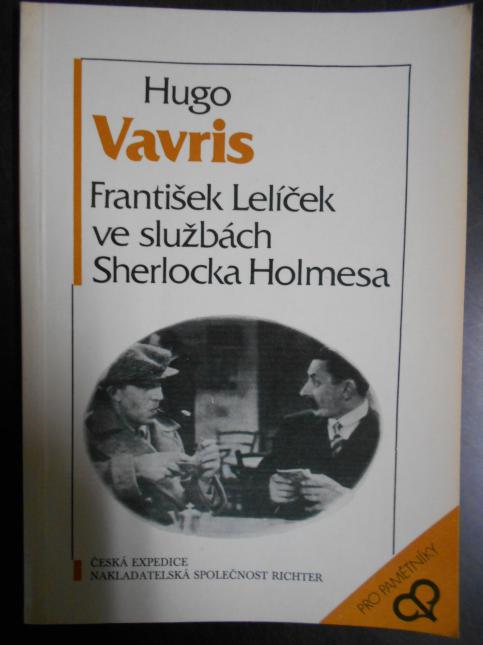 Hugo
Vavris
František Lelíček
ve službách
Sherlocka Holmesa
ČESKÁ EXPEDICE
NAKLADATELSKÁ SPOLEČNOST RICHTER
PRO PAMĚTNÍKY